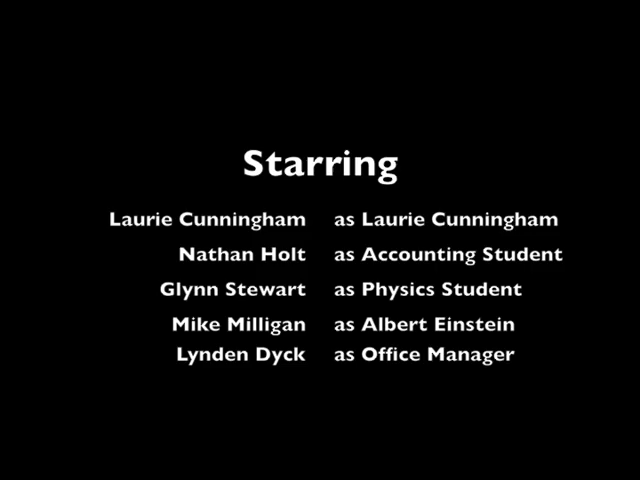 Starring
Laurie Cunningham as Laurie Cunningham
Nathan Holt as Accounting Student
Glynn Stewart as Physics Student
Mike Milligan as Albert Einstein
Lynden Dyck as Office Manager